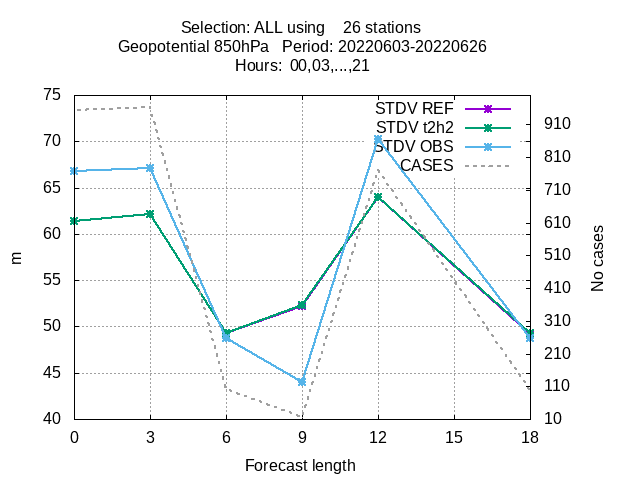 Selection: ALL using    26 stations
Geopotential 850hPa   Period: 20220603-20220626
Hours: 00,03,...,21
STDV REF
STDV t2h2
STDV OBS
CASES
75
70
65
60
55
50
45
40
m
910
810
710
610
510
410
310
210
110
10
No cases
0 3 6 9 12 15 18
Forecast length